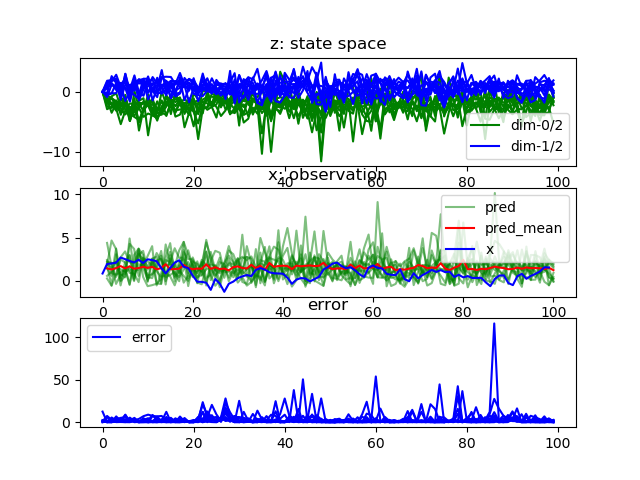 z: state space
0
−10
dim-0/2
dim-1/2
0 20 40 60 80 100
x: observation
10
5
0
pred
pred_mean
x
0 20 40 60 80 100
error
100
50
0
error
0 20 40 60 80 100